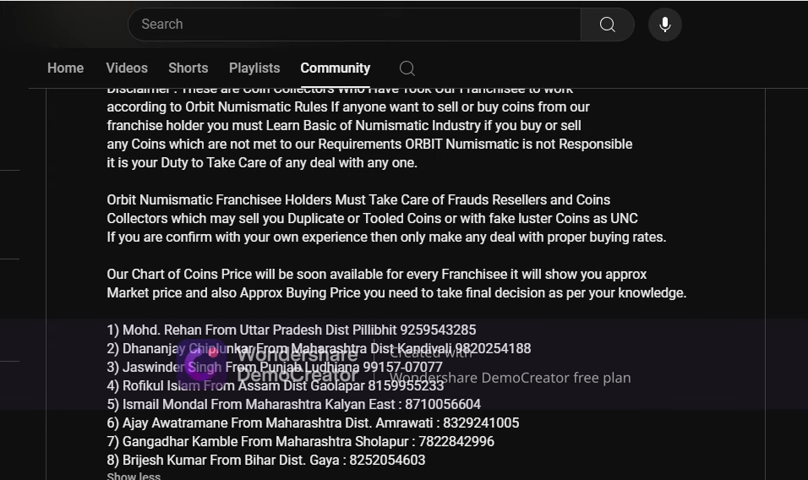 Search
Home Videos Shorts Playlists Community
Disclaimer : These are Coin Collectors Who Have Took Our Franchisee to work
according to Orbit Numismatic Rules If anyone want to sell or buy coins from our
franchise holder you must Learn Basic of Numismatic Industry if you buy or sell
any Coins which are not met to our Requirements ORBIT Numismatic is not Responsible
it is your Duty to Take Care of any deal with any one.
Orbit Numismatic Franchisee Holders Must Take Care of Frauds Resellers and Coins
Collectors which may sell you Duplicate or Tooled Coins or with fake luster Coins as UNC
If you are confirm with your own experience then only make any deal with proper buying rates.
Our Chart of Coins Price will be soon available for every Franchisee it will show you approx
Market price and also Approx Buying Price you need to take final decision as per your knowledge.
1) Mohd. Rehan From Uttar Pradesh Dist Pillibhit 9259543285
2) Dhananjay Chiplunkar From Maharashtra Dist Kandivali 9820254188
3) Jaswinder Singh From Punjab Ludhiana 99157-07077
4) Rofikul Islam From Assam Dist Gaolapar 8159955233
5) Ismail Mondal From Maharashtra Kalyan East : 8710056604
6) Ajay Awatramane From Maharashtra Dist. Amrawati : 8329241005
7) Gangadhar Kamble From Maharashtra Sholapur : 7822842996
8) Brijesh Kumar From Bihar Dist. Gaya : 8252054603
Show less
Wondershare
DemoCreator
Created with
Wondershare DemoCreator free plan